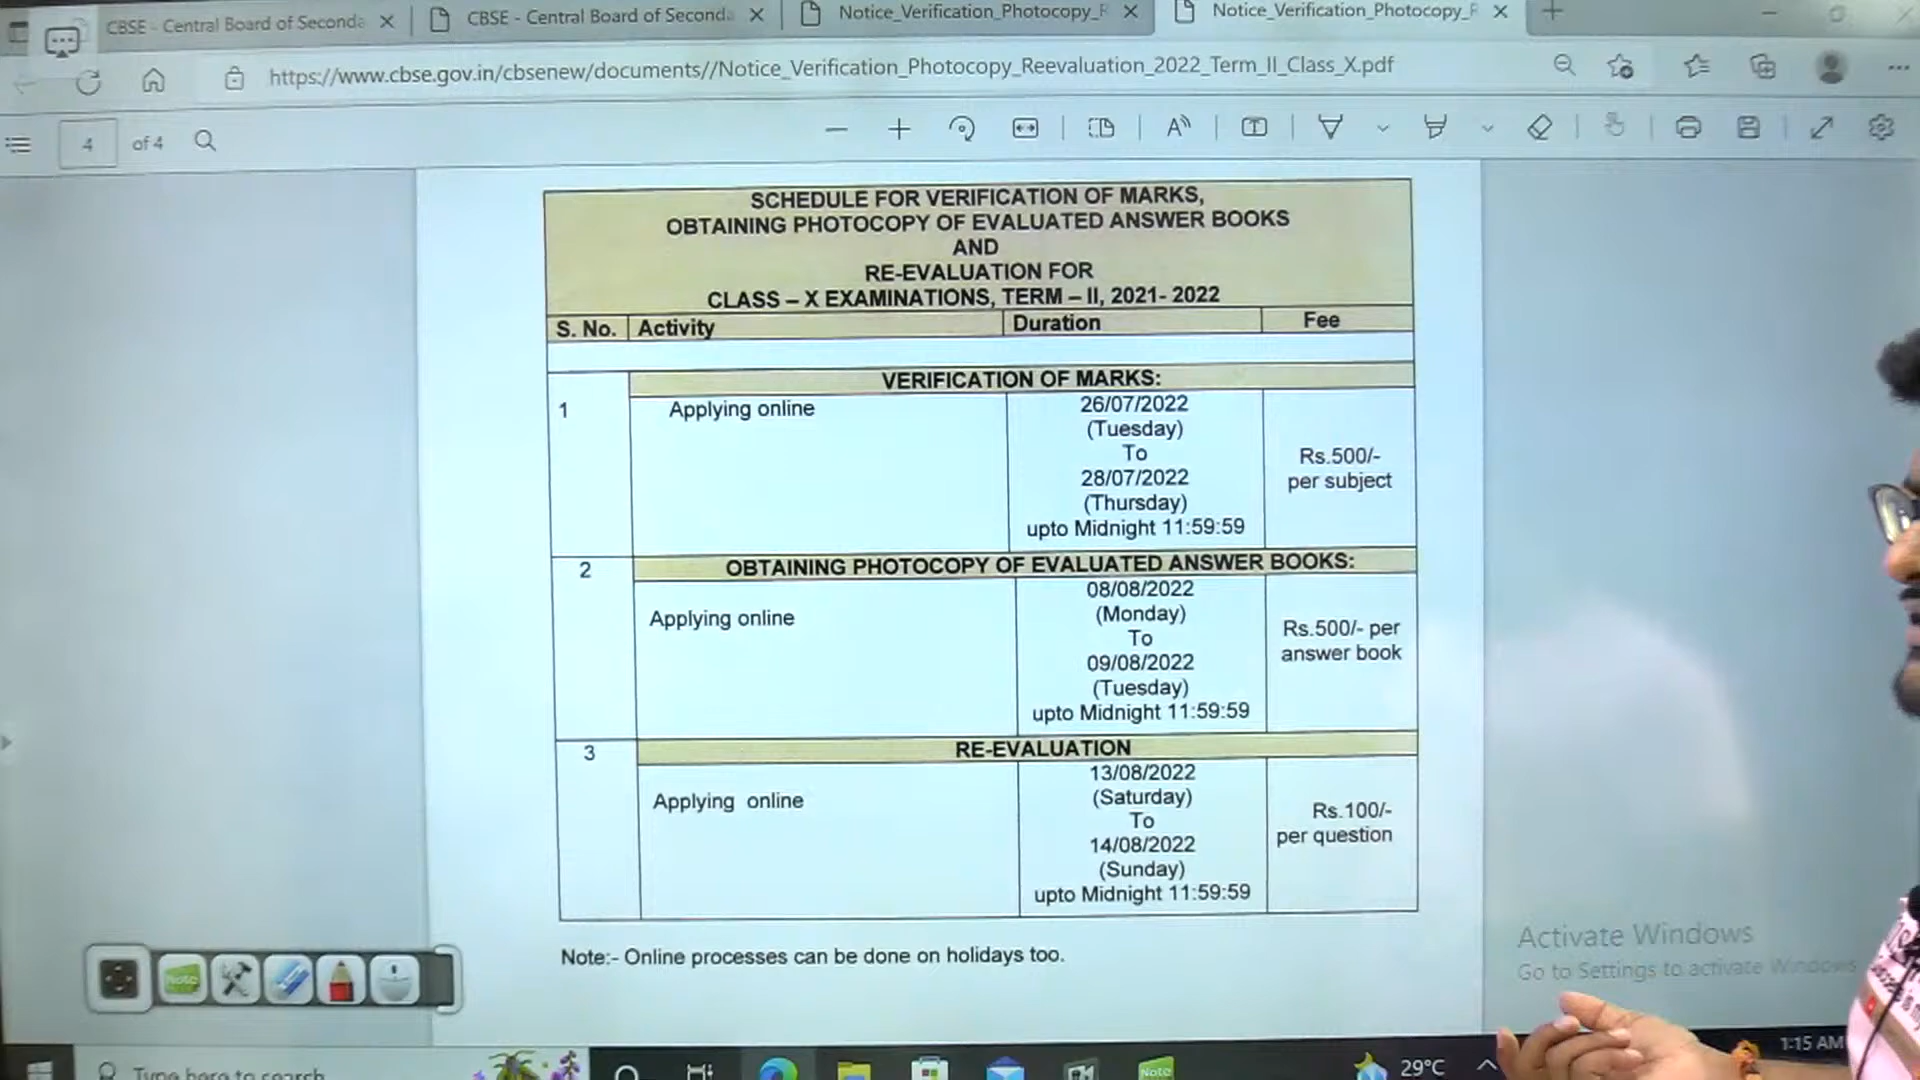 CBSE - Central Board of Seconda
CBSE - Central Board of Seconda
Notice_Verification_Photocopy_R
Notice_Verification_Photocopy_R
https://www.cbse.gov.in/cbsenew/documents//Notice_Verification_Photocopy_Reevaluation_2022_Term_II_Class_X.pdf
4 of 4
SCHEDULE FOR VERIFICATION OF MARKS,
OBTAINING PHOTOCOPY OF EVALUATED ANSWER BOOKS
AND
RE-EVALUATION FOR
CLASS – X EXAMINATIONS, TERM – II, 2021- 2022
S. No. Activity Duration Fee
VERIFICATION OF MARKS:
1 Applying online 26/07/2022
(Tuesday)
To
28/07/2022
(Thursday)
upto Midnight 11:59:59
Rs.500/-
per subject
2 OBTAINING PHOTOCOPY OF EVALUATED ANSWER BOOKS:
Applying online
08/08/2022
(Monday)
To
09/08/2022
(Tuesday)
upto Midnight 11:59:59
Rs.500/- per
answer book
3 RE-EVALUATION
Applying online
13/08/2022
(Saturday)
To
14/08/2022
(Sunday)
upto Midnight 11:59:59
Rs.100/-
per question
Note:- Online processes can be done on holidays too.
Activate Windows
Go to Settings to activate Windows
Note
Type here to search
Note
29°C
1:15 AM